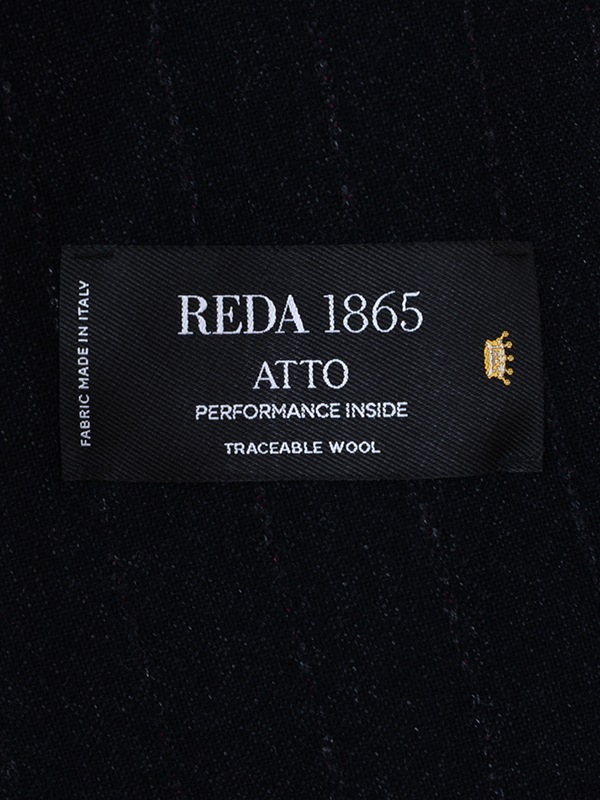 FABRIC MADE IN ITALY
REDA 1865
ATTO
PERFORMANCE INSIDE
TRACEABLE WOOL